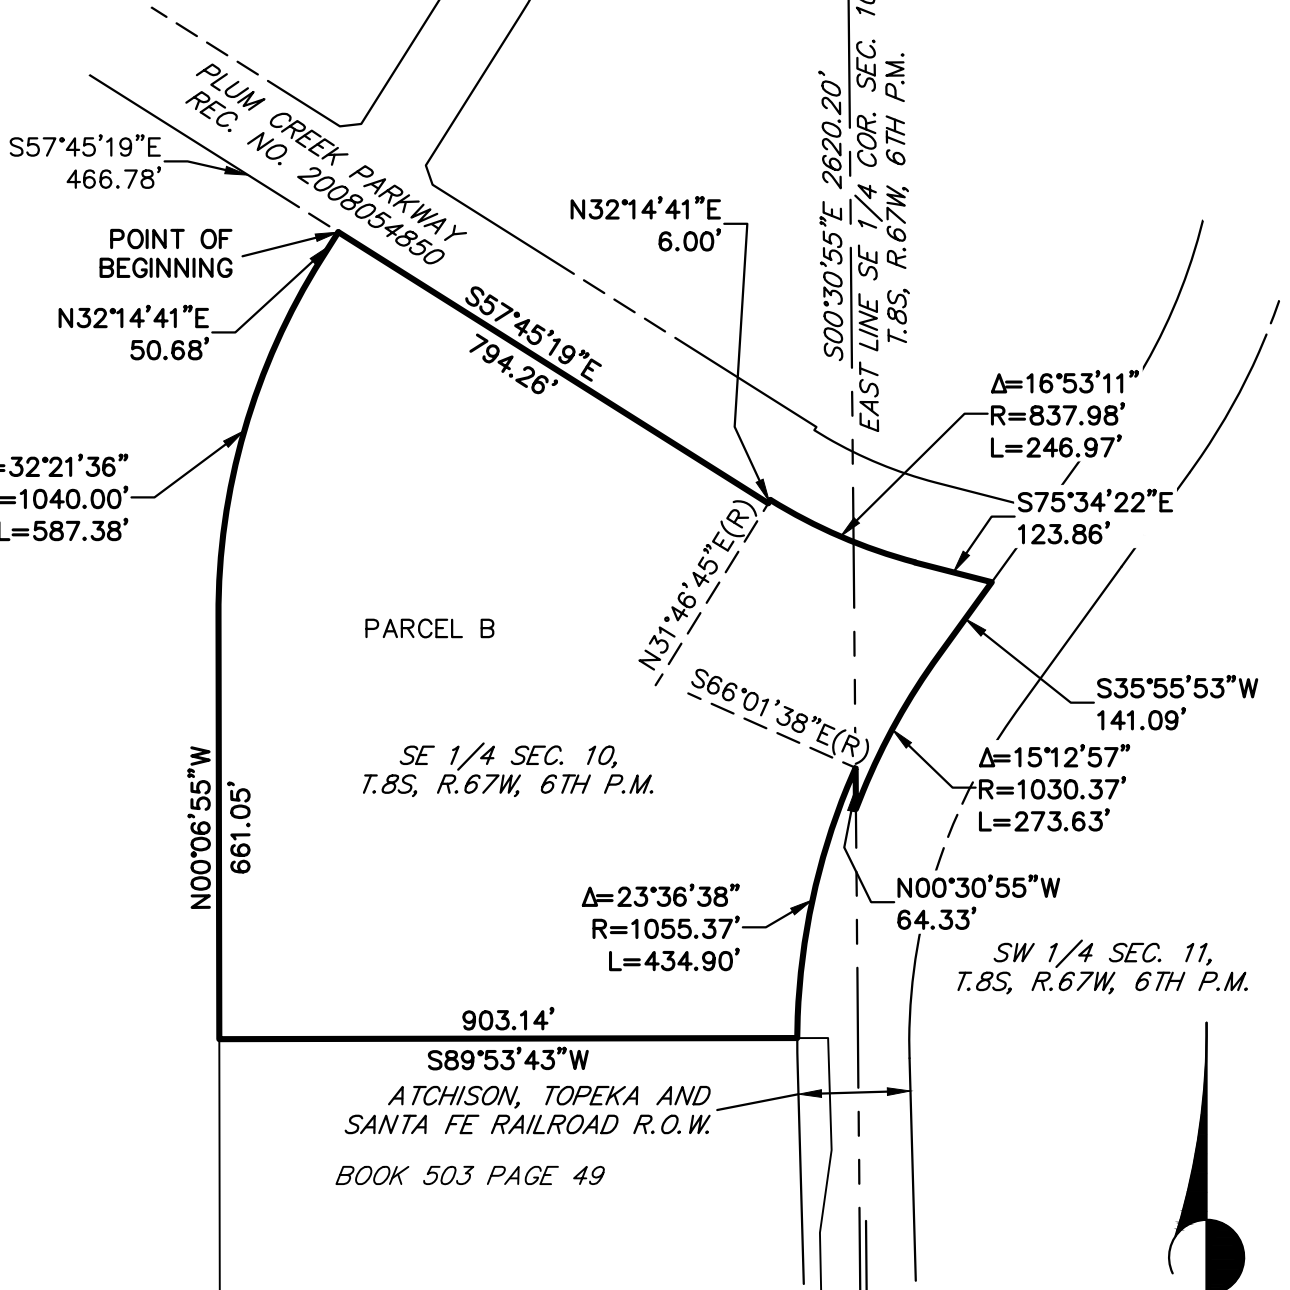 PLUM CREEK PARKWAY
REC. NO. 2008054850
S57°45'19"E
466.78'
POINT OF
BEGINNING
N32°14'41"E
50.68'
S57°45'19"E
794.26'
N32°14'41"E
6.00'
S00°30'55"E 2620.20'
EAST LINE SE 1/4 COR. SEC. 10
T.8S, R.67W, 6TH P.M.
Δ=16°53'11"
R=837.98'
L=246.97'
S75°34'22"E
123.86'
=32°21'36"
=1040.00'
L=587.38'
N31°46'45"E(R)
PARCEL B
S66°01'38"E(R)
S35°55'53"W
141.09'
SE 1/4 SEC. 10,
T.8S, R.67W, 6TH P.M.
Δ=15°12'57"
R=1030.37'
L=273.63'
N00°06'55"W
661.05'
Δ=23°36'38"
R=1055.37'
L=434.90'
N00°30'55"W
64.33'
SW 1/4 SEC. 11,
T.8S, R.67W, 6TH P.M.
903.14'
S89°53'43"W
ATCHISON, TOPEKA AND
SANTA FE RAILROAD R.O.W.
BOOK 503 PAGE 49